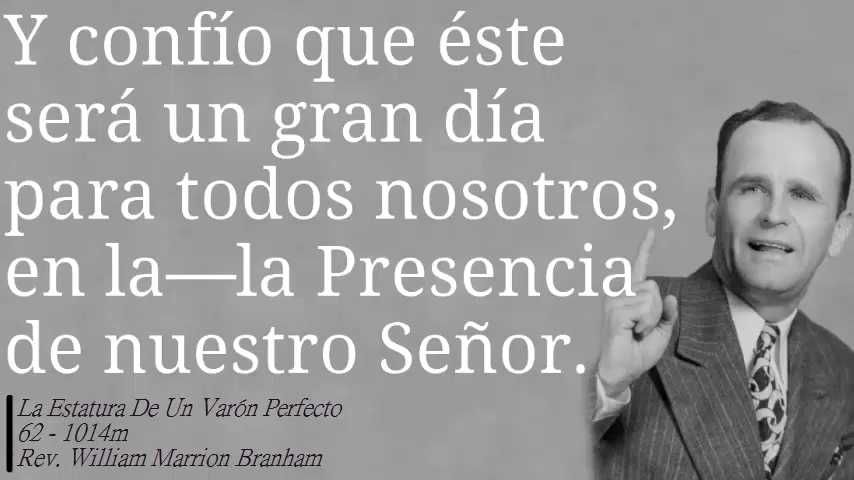 Y confío que éste
será un gran día
para todos nosotros,
en la—la Presencia
de nuestro Señor.
La Estatura De Un Varón Perfecto
62 - 1014m
Rev. William Marrion Branham